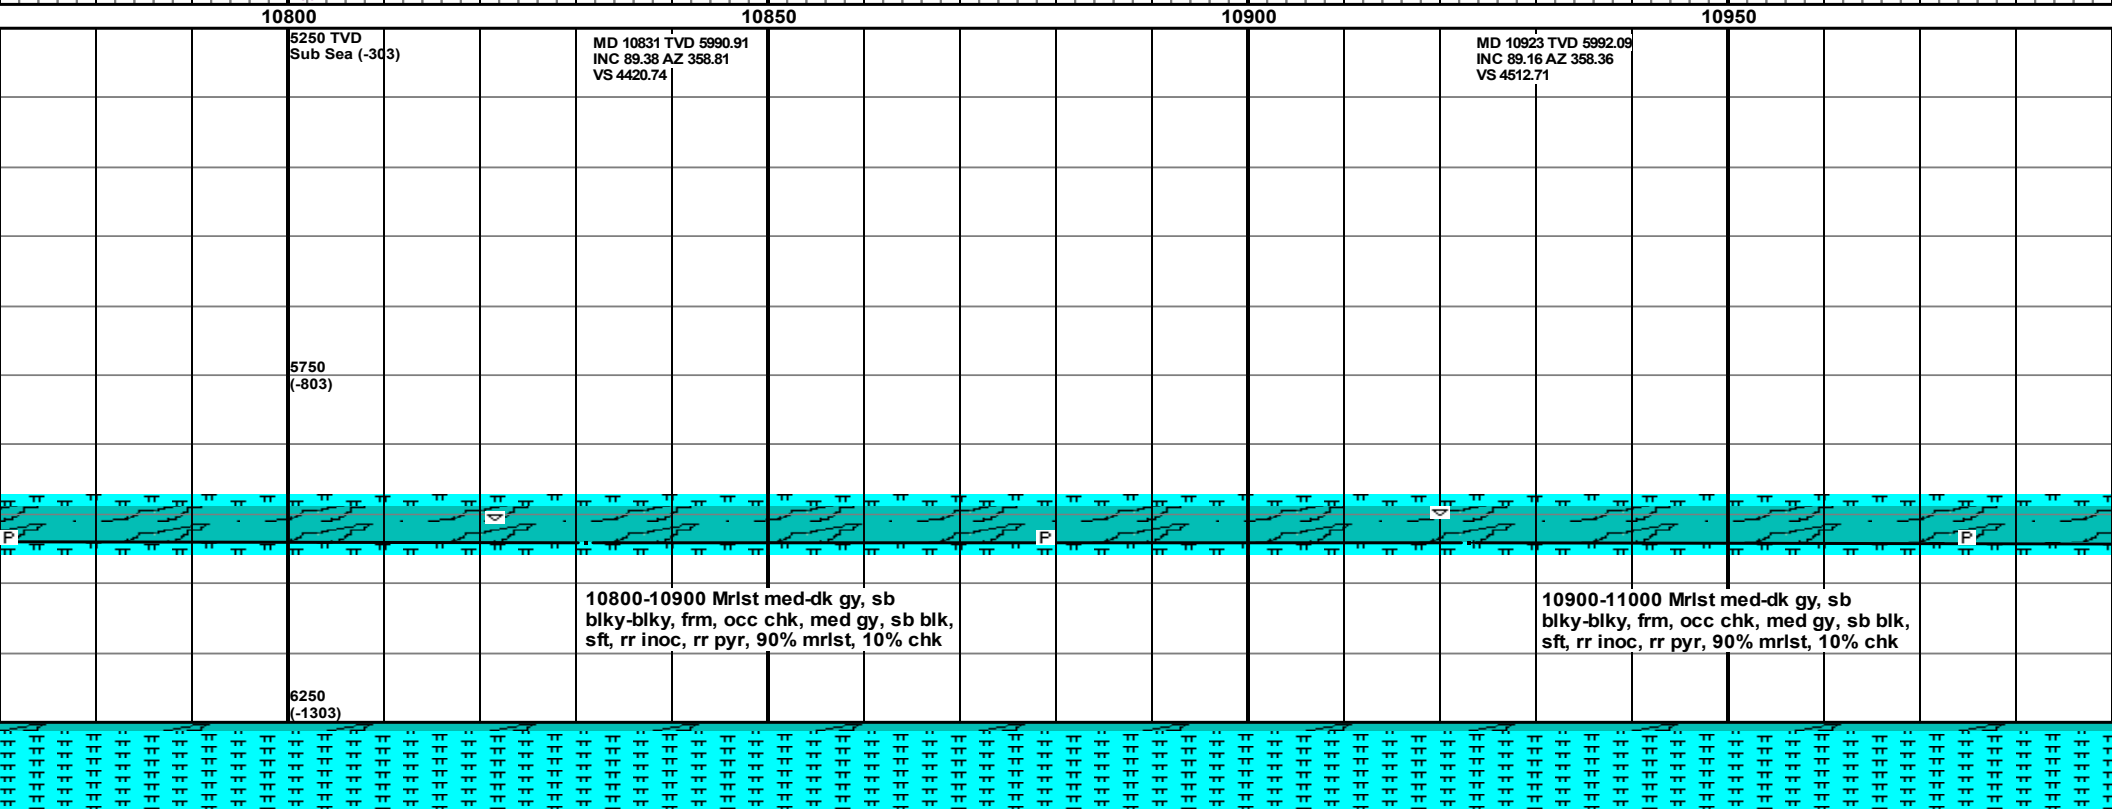 10800 10850 10900 10950
5250 TVD
Sub Sea (-303)
MD 10831 TVD 5990.91
INC 89.38 AZ 358.81
VS 4420.74
MD 10923 TVD 5992.09
INC 89.16 AZ 358.36
VS 4512.71
5750
(-803)
P
P
P
10800-10900 Mrlst med-dk gy, sb
blky-blky, frm, occ chk, med gy, sb blk,
sft, rr inoc, rr pyr, 90% mrlst, 10% chk
10900-11000 Mrlst med-dk gy, sb
blky-blky, frm, occ chk, med gy, sb blk,
sft, rr inoc, rr pyr, 90% mrlst, 10% chk
6250
(-1303)